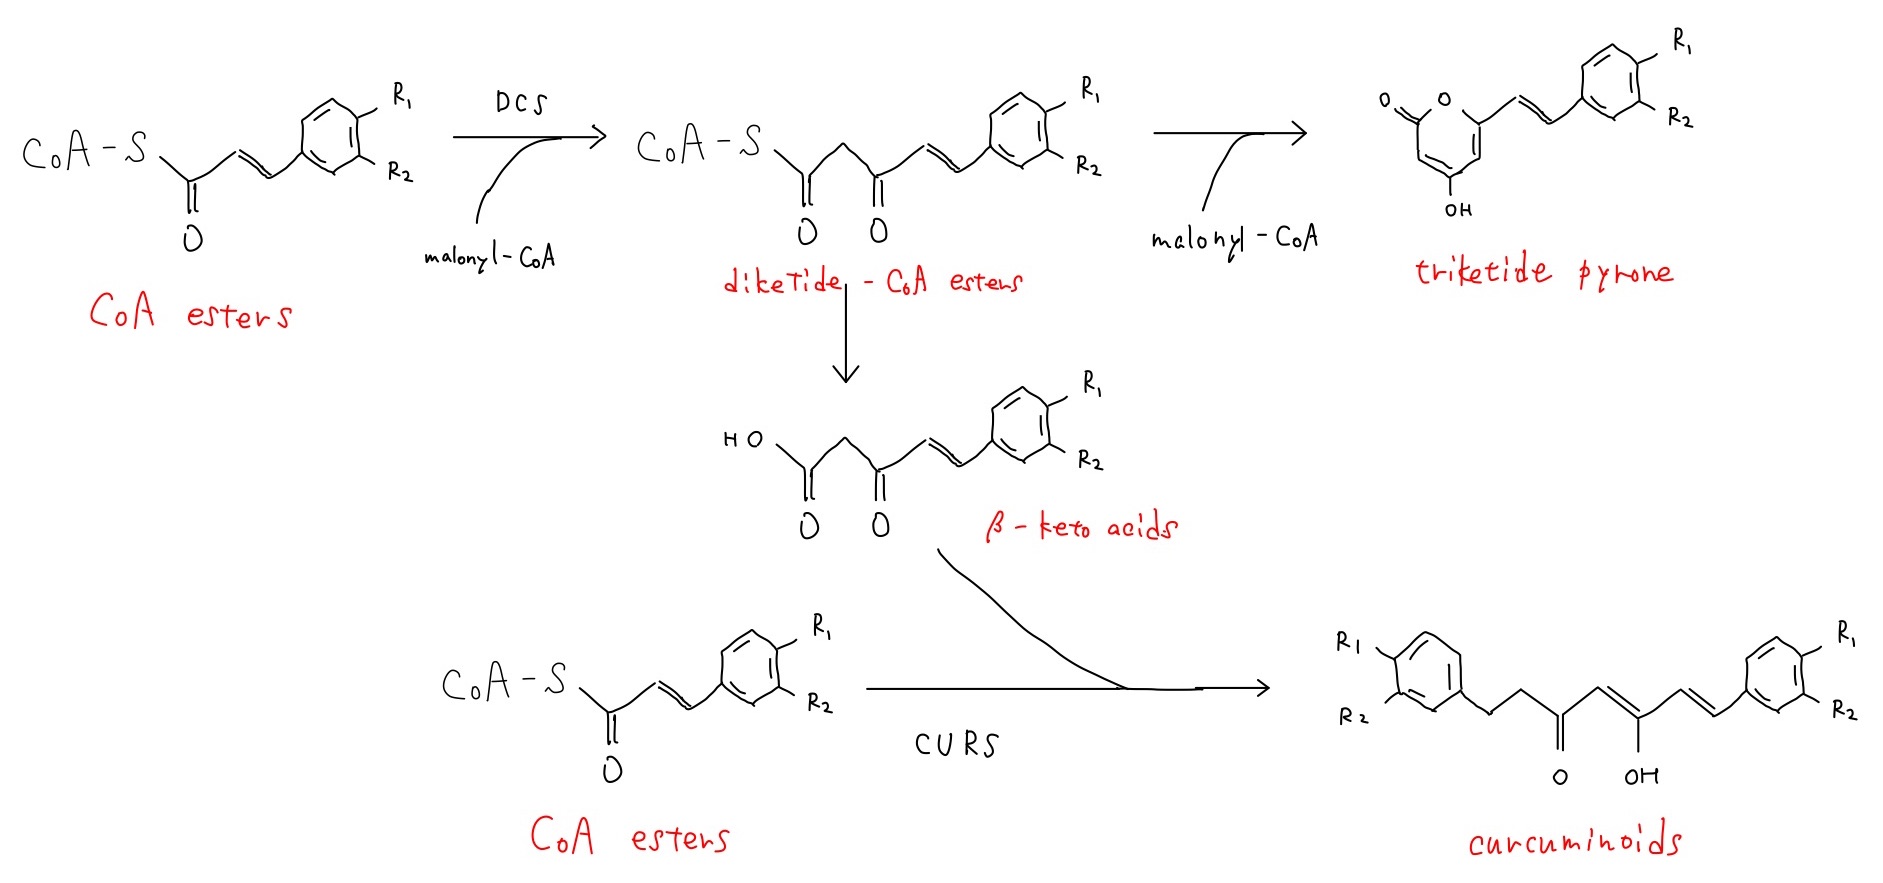 CoA-S
O
R1
R2
CoA esters
DCS
malonyl-CoA
CoA-S
O
O
R1
R2
diketide-CoA esters
malonyl-CoA
O
O
R1
R2
OH
triketide pyrone
HO
O
O
R1
R2
β-keto acids
CoA-S
O
R1
R2
CoA esters
CURS
R1
R2
O
OH
R1
R2
curcuminoids